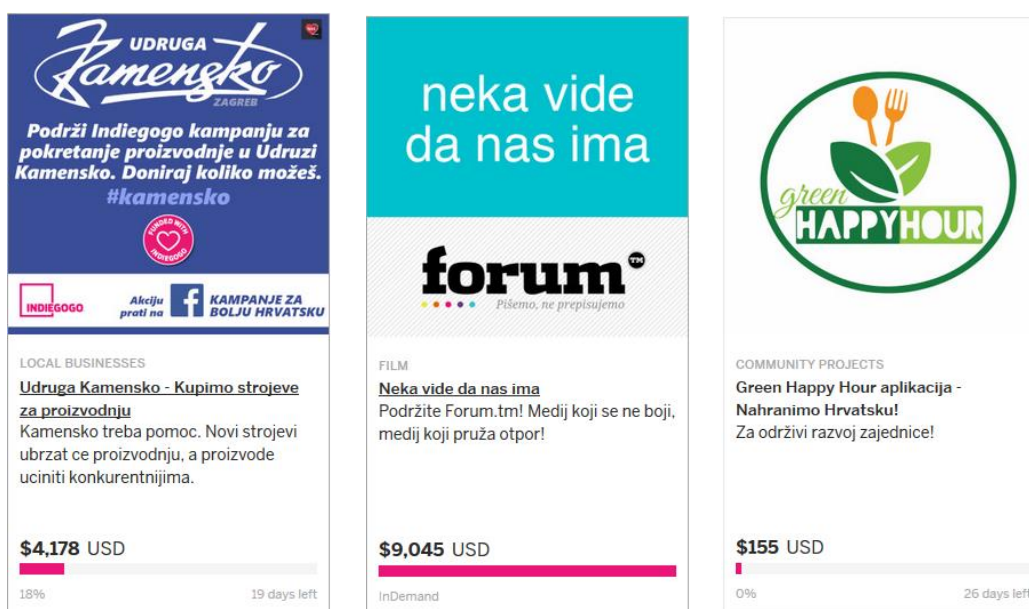 UDRUGA
Kamensko
ZAGREB
Podrži Indiegogo kampanju za
pokretanje proizvodnje u Udruzi
Kamensko. Doniraj koliko možeš.
#kamensko
FUNDED WITH
INDIEGOGO
INDIEGOGO
Akciju
prati na
f
KAMPANJE ZA
BOLJU HRVATSKU
LOCAL BUSINESSES
Udruga Kamensko - Kupimo strojeve
za proizvodnju
Kamensko treba pomoc. Novi strojevi
ubrzat ce proizvodnju, a proizvode
uciniti konkurentnijima.
$4,178 USD
18%
19 days left
neka vide
da nas ima
forum TM
Pišemo, ne prepisujemo
FILM
Neka vide da nas ima
Podržite Forum.tm! Medij koji se ne boji,
medij koji pruža otpor!
$9,045 USD
InDemand
green
HAPPYHOUR
COMMUNITY PROJECTS
Green Happy Hour aplikacija -
Nahranimo Hrvatsku!
Za održivi razvoj zajednice!
$155 USD
0%
26 days left